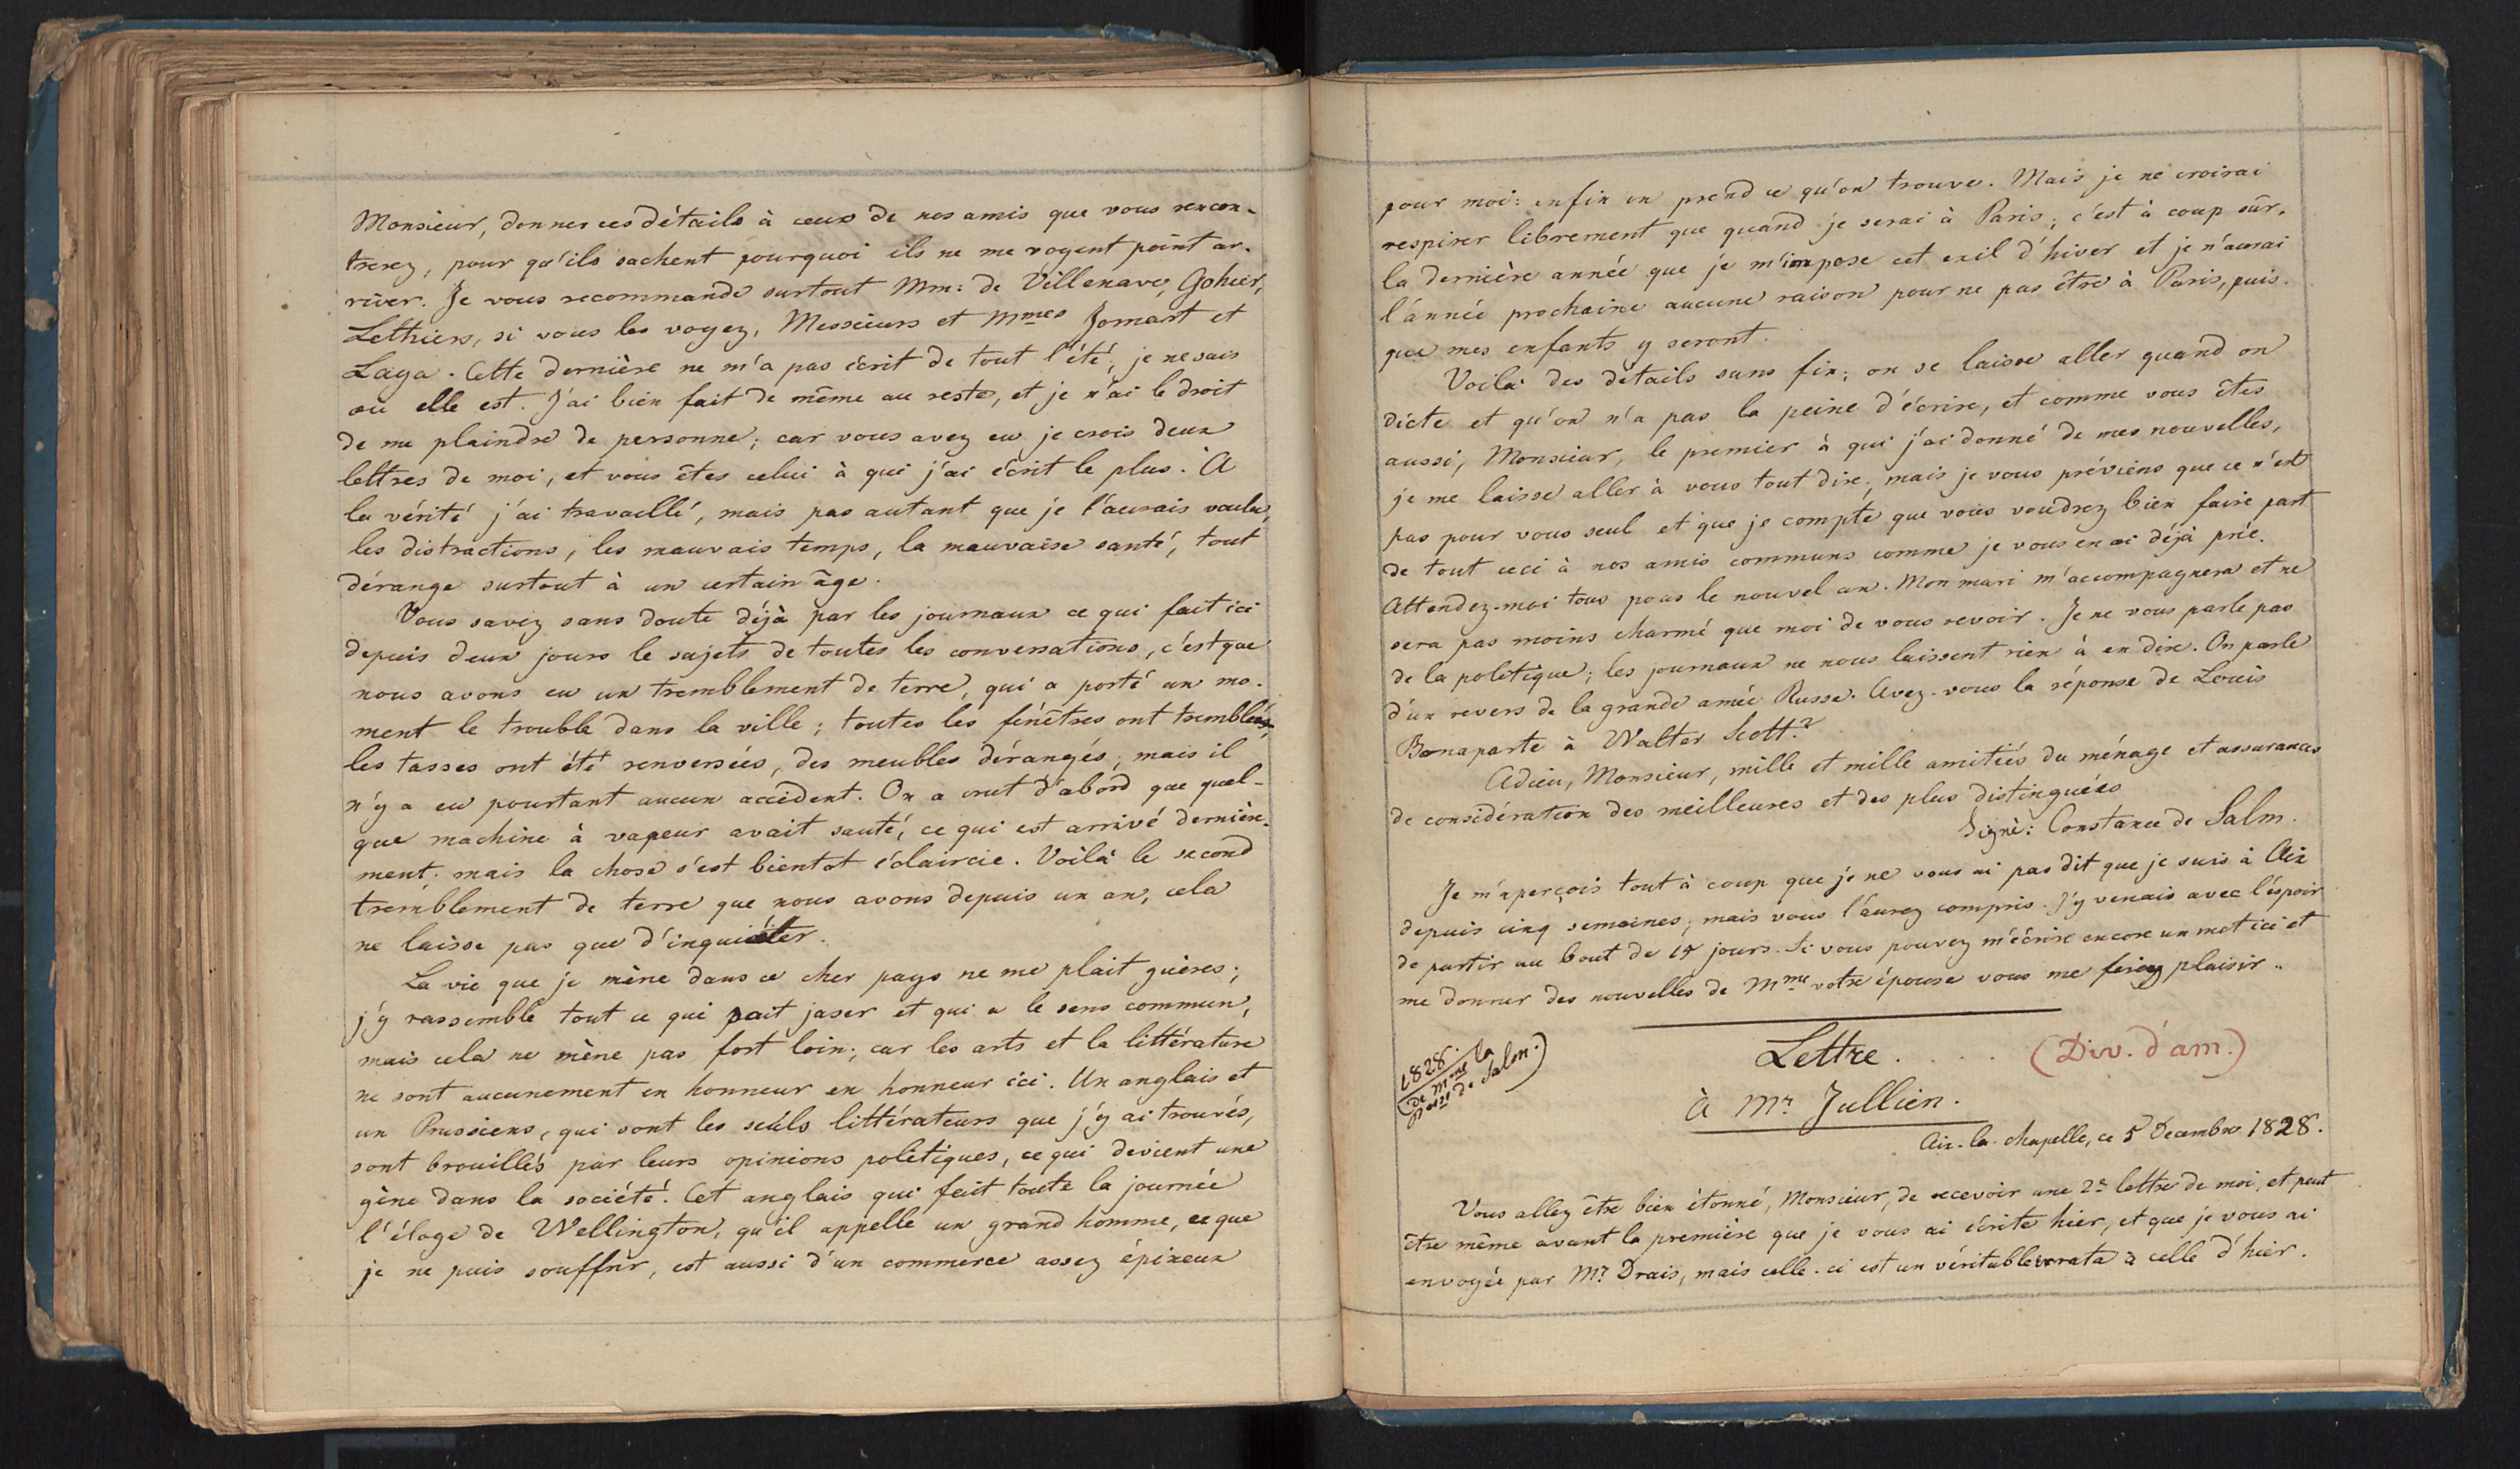 Monsieur, donner ces détails à ceux de nos amis que vous rencon-
trerez, pour qu'ils sachent pourquoi ils ne me voyent point ar-
river. Je vous recommande surtout Mm: de Villenave, Gohier,
Lethiers, si vous les voyez, Messieurs et Mmes Jomart et
Laya. Cette dernière ne m'a pas écrit de tout l'été, je ne sais
où elle est. J'ai bien fait de même au reste, et je n'ai le droit
de me plaindre de personne; car vous avez eu je crois deux
lettres de moi, et vous êtes celui à qui j'ai écrit le plus. A
la vérité j'ai travaillé, mais pas autant que je l'aurais voulu,
les distractions, les mauvais temps, la mauvaise santé, tout
dérange surtout à un certain âge.
Vous savez sans doute déjà par les journaux ce qui fait ici
depuis deux jours le sujets de toutes les conversations, c'est que
nous avons eu un tremblement de terre, qui a porté un mo-
ment le trouble dans la ville; toutes les fenêtres ont tremblées,
les tasses ont été renversées, des meubles dérangés, mais il
n'y a eu pourtant aucun accident. On a crut d'abord que quel-
que machine à vapeur avait sauté, ce qui est arrivé dernière-
ment; mais la chose s'est bientot éclaircie. Voilà le second
tremblement de terre que nous avons depuis un an, cela
ne laisse pas que d'inquiéter.
La vie que je mène dans ce cher pays ne me plait guères;
j'y rassemble tout ce qui peut jaser et qui a le sens commun,
mais cela ne mène pas fort loin; car les arts et la littérature
ne sont aucunement en honneur en honneur ici. Un anglais et
un Prussiens, qui sont les seuls littérateurs que j'y ai trouvés,
sont brouillés par leurs opinions politiques, ce qui devient une
gène dans la société. Cet anglais qui fait toute la journée
l'éloge de Wellington, qu'il appelle un grand homme, ce que
je ne puis souffrir, est aussi d'un commerce assez épineux
pour moi: enfin on prend ce qu'on trouve. Mais je ne croirai
respirer librement que quand je serai à Paris; c'est à coup sûr,
la dernière année que je m'impose cet exil d'hiver et je n'aurai
l'année prochaine aucune raison pour ne pas être à Paris, puis-
que mes enfants y seront.
Voilà des détails sans fin; on se laisse aller quand on
dicte et qu'on n'a pas la peine d'écrire, et comme vous êtes
aussi, Monsieur, le premier à qui j'ai donné de mes nouvelles,
je me laisse aller à vous tout dire; mais je vous préviens que ce n'est
pas pour vous seul et que je compte que vous voudrez bien faire part
de tout ceci à nos amis communs comme je vous en ai déjà prié.
Attendez-moi tous pous le nouvel an. Mon mari m'accompagnera et ne
sera pas moins charmé que moi de vous revoir. Je ne vous parle pas
de la politique; les journaux ne nous laissent rien à en dire. On parle
d'un revers de la grande amée Russe. Avez-vous la réponse de Louis
Bonaparte à Walter Scott?
Adieu, Monsieur, mille et mille amitiés du ménage et assurances
de considération des meilleures et des plus distinguées
Signé: Constance de Salm.
Je m'aperçois tout à coup que je ne vous ai pas dit que je suis à Aix
depuis cinq semaines, mais vous l'aurez compris. J'y venais avec l'espoir
de partir au bout de 15 jours. Si vous pouvez m'écrire encore un mot ici et
me donner des nouvelles de Mme votre épouse vous me feriez plaisir.
1828.
(de Mme la
Psse de Salm.)
Lettre . . . . (Div. d'am.)
à Mr Jullien.
Aix-la-chapelle, ce 5 Decembre 1828.
Vous allez être bien étonné, Monsieur, de recevoir une 2e lettre de moi, et peut
être même avant la première que je vous ai écrite hier, et que je vous ai
envoyée par Mr Drais, mais celle-ci est un véritable errata à celle d'hier.